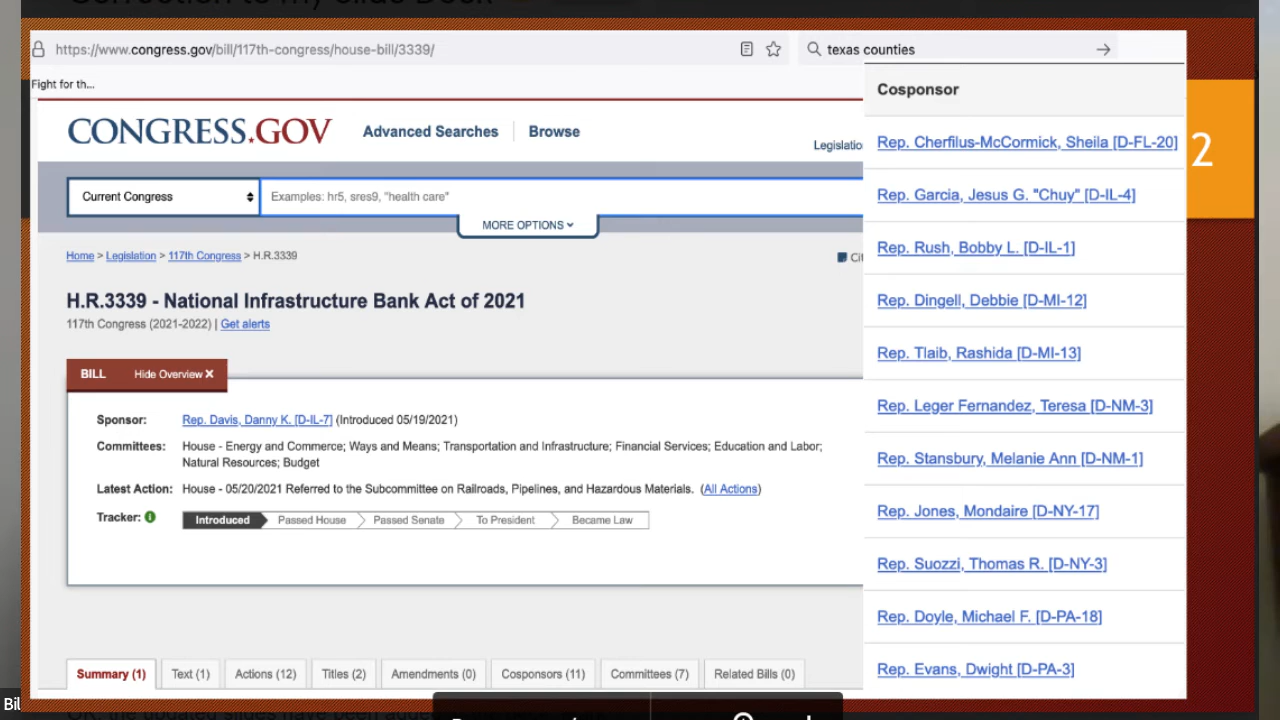 Correction to my Slide Deck
https://www.congress.gov/bill/117th-congress/house-bill/3339/
texas counties
Fight for th...
CONGRESS.GOV
Advanced Searches
Browse
Legislatio
Current Congress
Examples: hr5, sres9, "health care"
MORE OPTIONS
Home > Legislation > 117th Congress > H.R.3339
Cit
H.R.3339 - National Infrastructure Bank Act of 2021
117th Congress (2021-2022) | Get alerts
BILL Hide Overview ×
Sponsor: Rep. Davis, Danny K. [D-IL-7] (Introduced 05/19/2021)
Committees: House - Energy and Commerce; Ways and Means; Transportation and Infrastructure; Financial Services; Education and Labor;
Natural Resources; Budget
Latest Action: House - 05/20/2021 Referred to the Subcommittee on Railroads, Pipelines, and Hazardous Materials. (All Actions)
Tracker: Introduced Passed House Passed Senate To President Became Law
Summary (1) Text (1) Actions (12) Titles (2) Amendments (0) Cosponsors (11) Committees (7) Related Bills (0)
Cosponsor
Rep. Cherfilus-McCormick, Sheila [D-FL-20]
Rep. Garcia, Jesus G. "Chuy" [D-IL-4]
Rep. Rush, Bobby L. [D-IL-1]
Rep. Dingell, Debbie [D-MI-12]
Rep. Tlaib, Rashida [D-MI-13]
Rep. Leger Fernandez, Teresa [D-NM-3]
Rep. Stansbury, Melanie Ann [D-NM-1]
Rep. Jones, Mondaire [D-NY-17]
Rep. Suozzi, Thomas R. [D-NY-3]
Rep. Doyle, Michael F. [D-PA-18]
Rep. Evans, Dwight [D-PA-3]
2
Bil